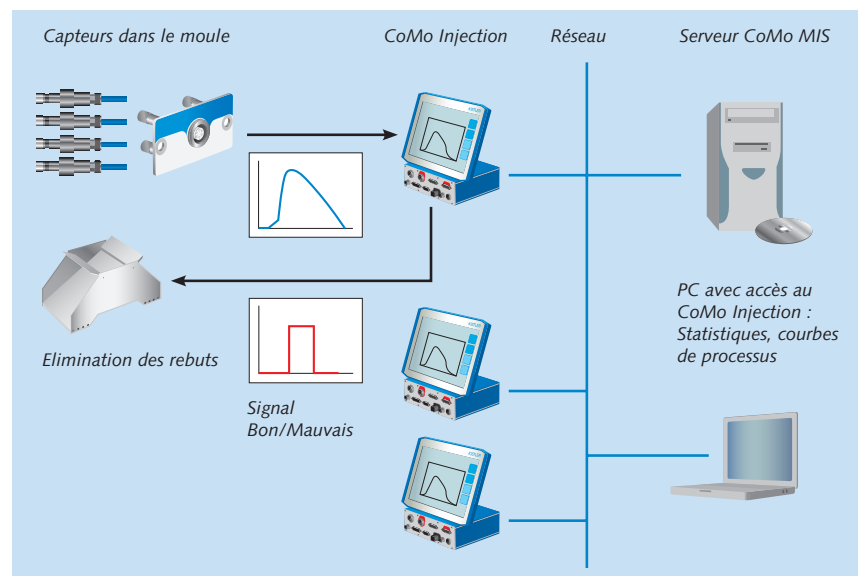 Capteurs dans le moule
CoMo Injection
Réseau
Serveur CoMo MIS
Elimination des rebuts
Signal
Bon/Mauvais
PC avec accès au
CoMo Injection :
Statistiques, courbes
de processus